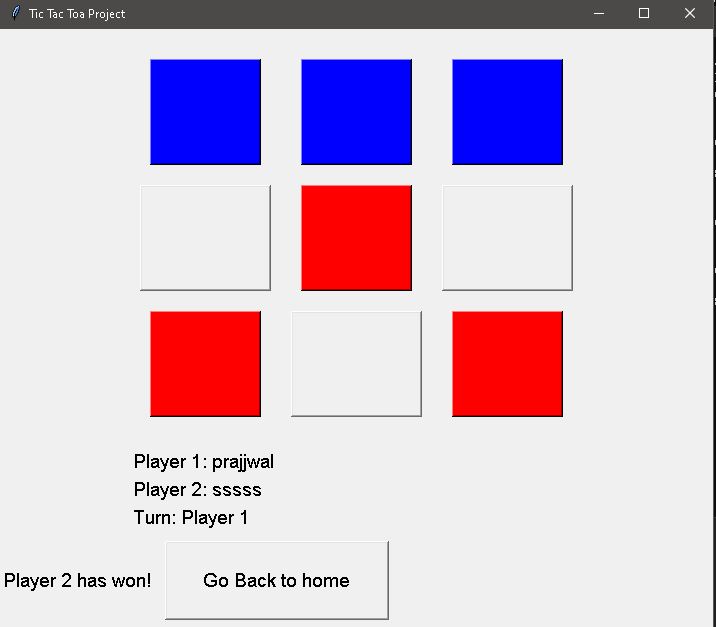 Tic Tac Toa Project
Player 1: prajjwal
Player 2: sssss
Turn: Player 1
Player 2 has won!
Go Back to home